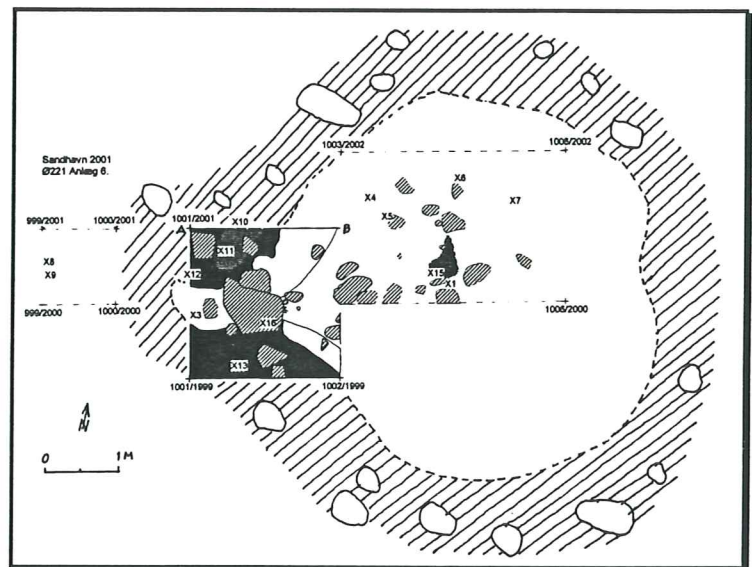 1003/2002
1006/2002
Sandhavn 2001
Ø221 Anlæg 6.
X6
X4
X7
999/2001
1000/2001
1001/2001
X10
X5
A
B
X8
X11
X9
X12
X15
X1
999/2000
1000/2000
X3
X16
1006/2000
X13
1001/1999
1002/1999
N
0
1M